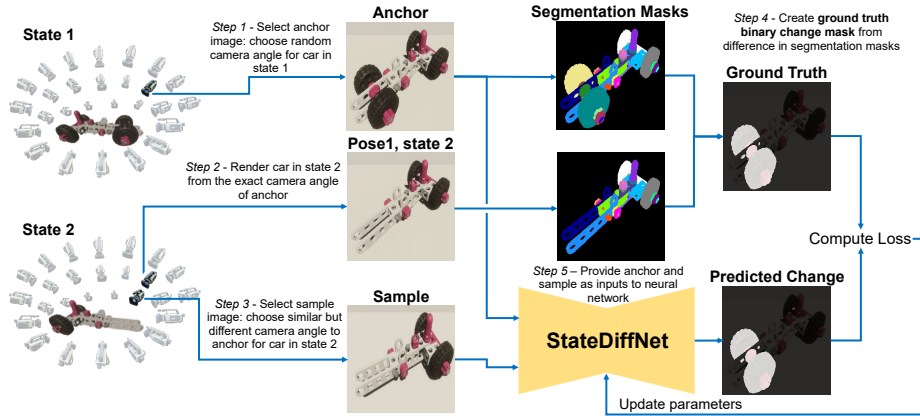 State 1
Step 1 - Select anchor
image: choose random
camera angle for car in
state 1
Anchor
Segmentation Masks
Step 4 – Create ground truth
binary change mask from
difference in segmentation masks
Ground Truth
Step 2 – Render car in state 2
from the exact camera angle
of anchor
Pose1, state 2
State 2
Step 3 - Select sample
image: choose similar but
different camera angle to
anchor for car in state 2
Sample
Step 5 – Provide anchor and
sample as inputs to neural
network
StateDiffNet
Predicted Change
Compute Loss
Update parameters